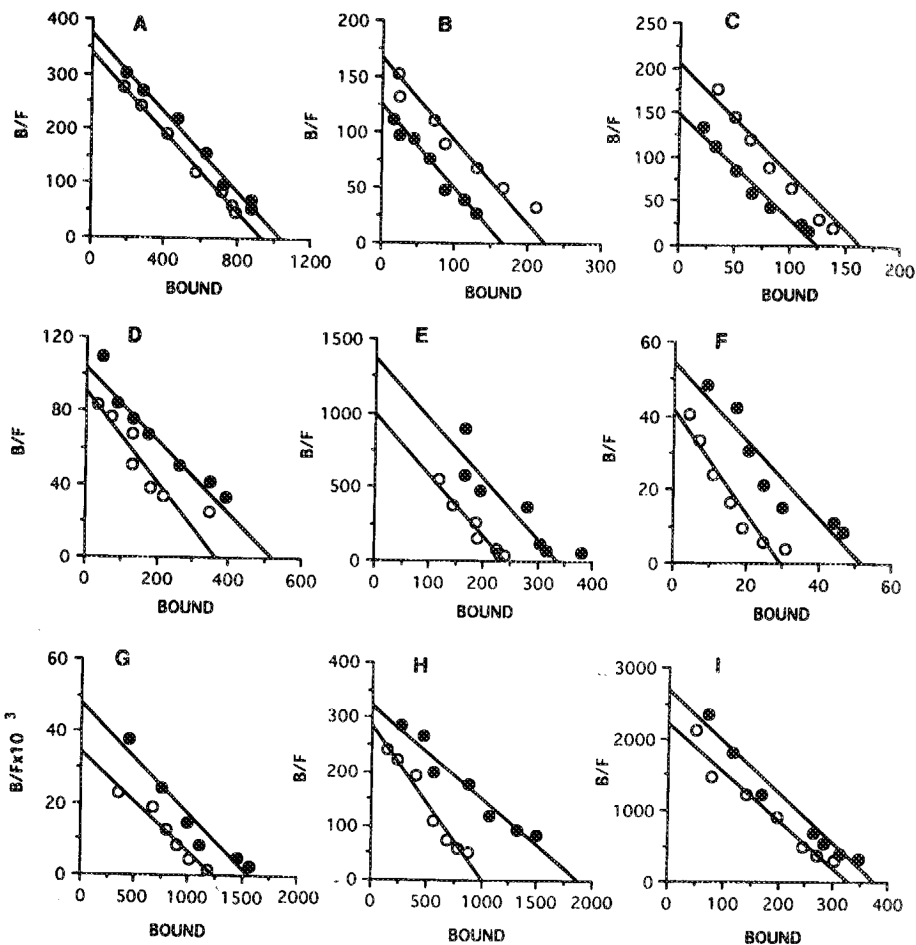 A
B/F
400
300
200
100
0
0 400 800 1200
BOUND
B
B/F
200
150
100
50
0
0 100 200 300
BOUND
C
B/F
250
200
150
100
50
0
0 50 100 150 200
BOUND
D
B/F
120
80
40
0
0 200 400 600
BOUND
E
B/F
1500
1000
500
0
0 100 200 300 400
BOUND
F
B/F
60
40
20
0
0 20 40 60
BOUND
G
B/Fx10 3
60
40
20
0
0 500 1000 1500 2000
BOUND
H
B/F
400
300
200
100
0
0 500 1000 1500 2000
BOUND
I
B/F
3000
2000
1000
0
0 100 200 300 400
BOUND